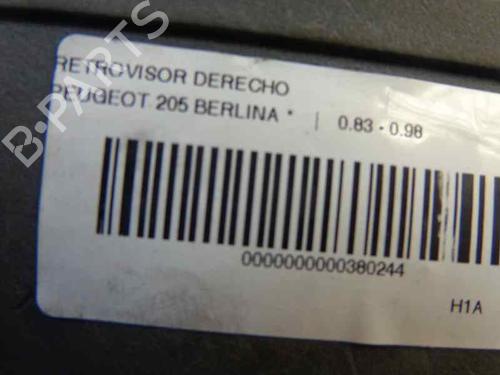 RETROVISOR DERECHO
PEUGEOT 205 BERLINA * | 0.83 - 0.98
0000000000380244
H1A
B-PARTS